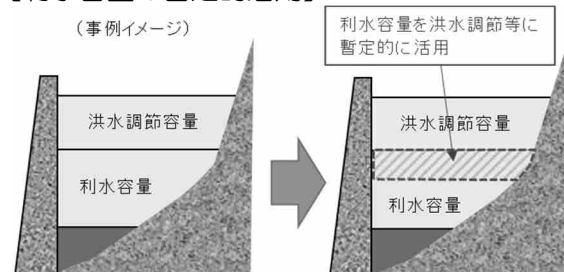 （事例イメージ）
利水容量を洪水調節等に
暫定的に活用
洪水調節容量
利水容量
洪水調節容量
利水容量